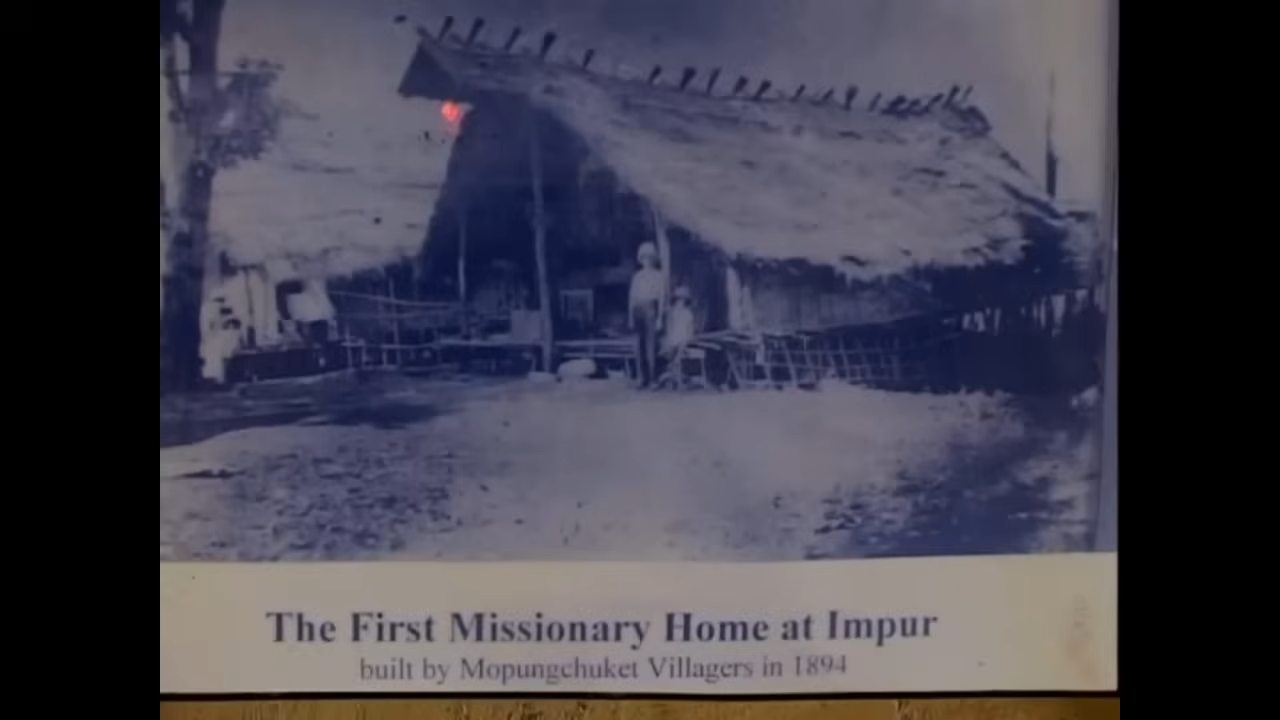 The First Missionary Home at Impur
built by Mopungchuket Villagers in 1894